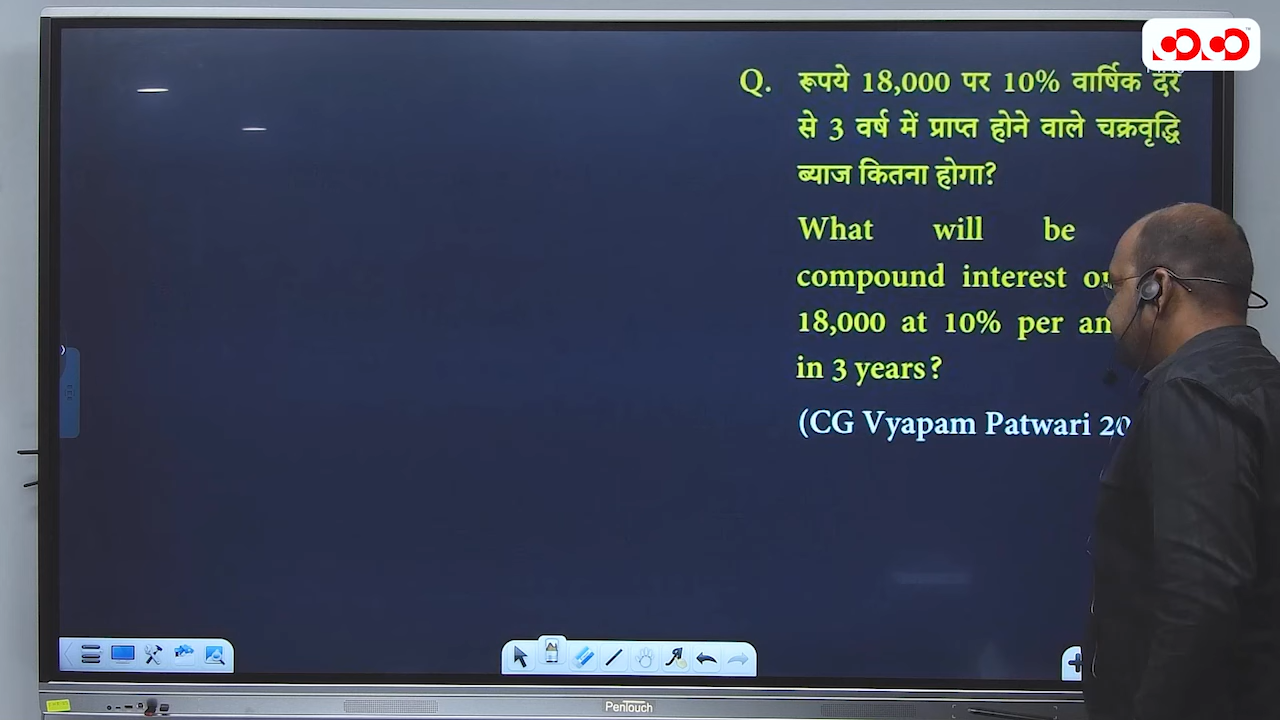 Q. रूपये 18,000 पर 10% वार्षिक दर
से 3 वर्ष में प्राप्त होने वाले चक्रवृद्धि
ब्याज कितना होगा?
What will be
compound interest
18,000 at 10% per
in 3 years?
(CG Vyapam Patwari
PenTouch